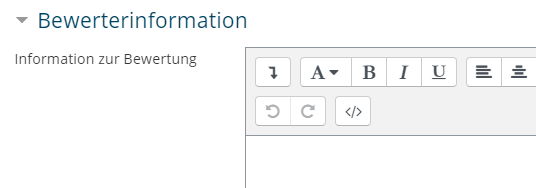 Bewerterinformation
Information zur Bewertung
A B I U
</>